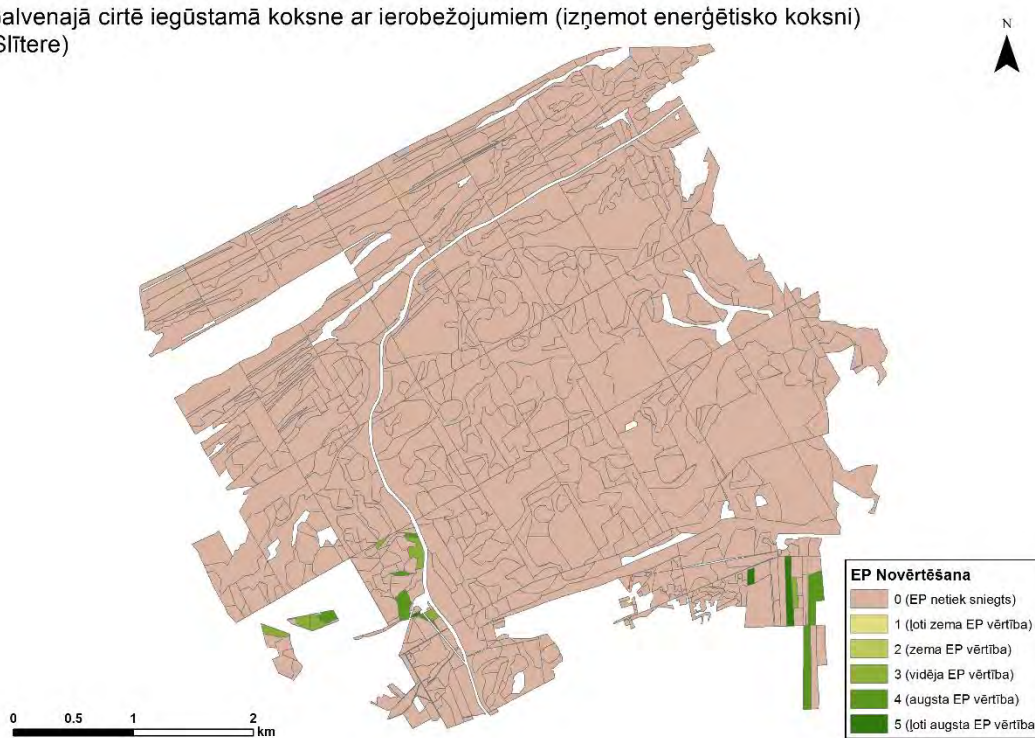 alvenajā cirtē iegūstamā koksne ar ierobežojumiem (izņemot enerģētisko koksni)
Slītere)
N
EP Novērtēšana
0 (EP netiek sniegts)
1 (ļoti zema EP vērtība)
2 (zema EP vērtība)
3 (vidēja EP vērtība)
4 (augsta EP vērtība)
5 (ļoti augsta EP vērtība
0 0.5 1 2
km